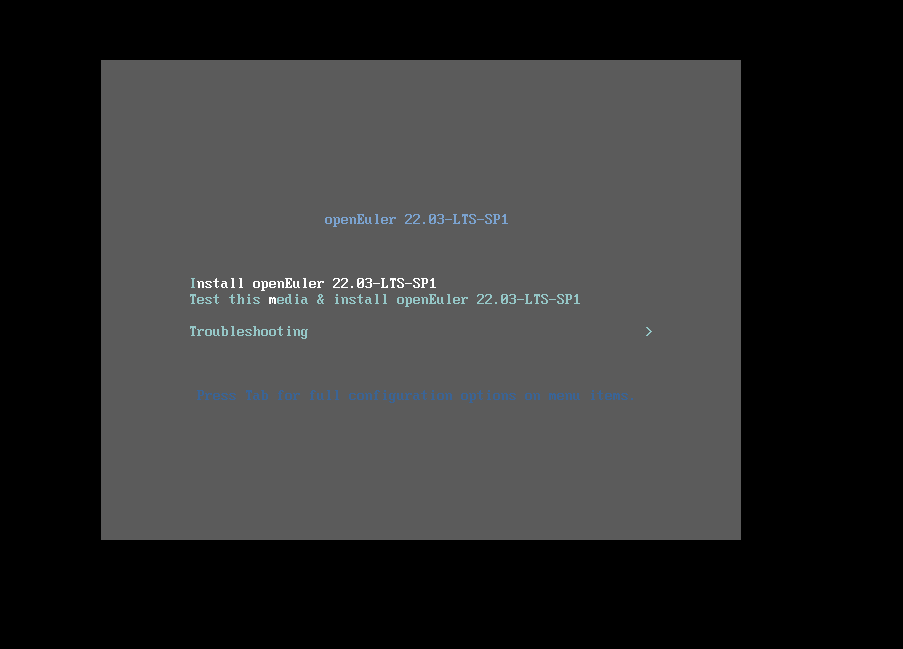 openEuler 22.03-LTS-SP1
Install openEuler 22.03-LTS-SP1
Test this media & install openEuler 22.03-LTS-SP1
Troubleshooting >
Press Tab for full configuration options on menu items.